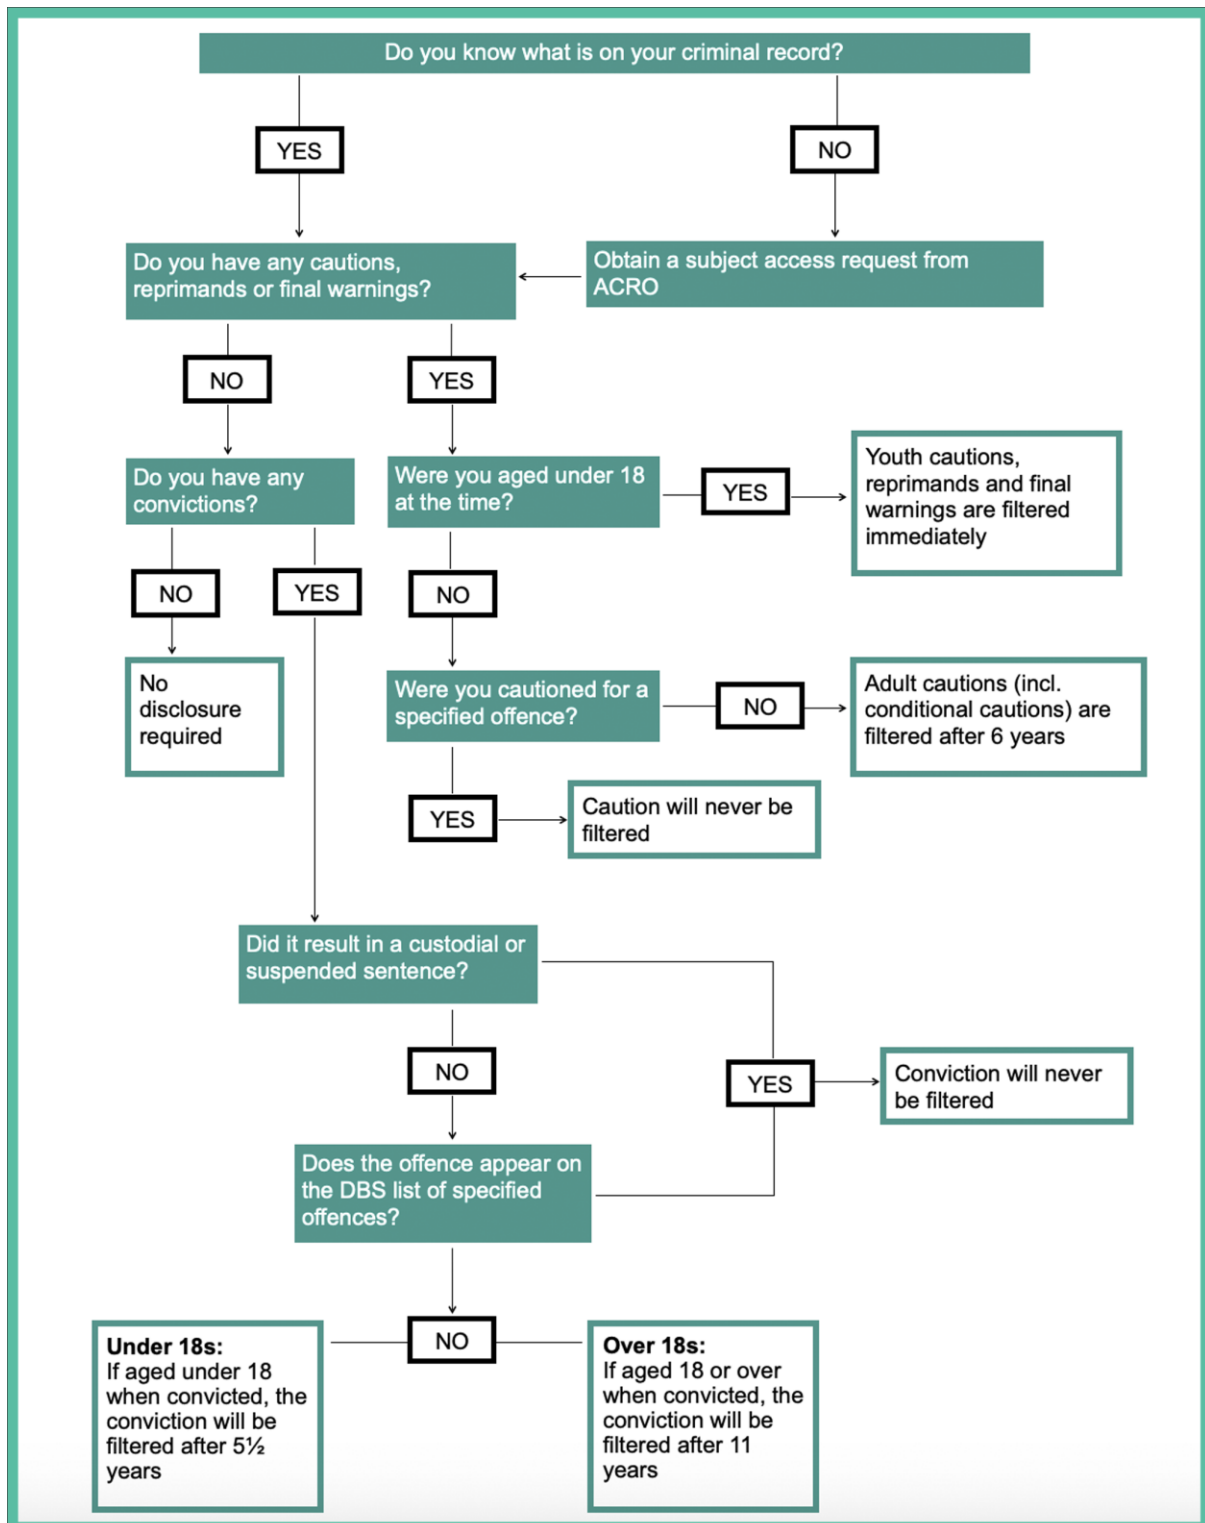 Do you know what is on your criminal record?
YES
NO
Do you have any cautions,
reprimands or final warnings?
Obtain a subject access request from
ACRO
NO
YES
Do you have any
convictions?
Were you aged under 18
at the time?
YES
Youth cautions,
reprimands and final
warnings are filtered
immediately
NO
YES
NO
No
disclosure
required
Were you cautioned for a
specified offence?
NO
Adult cautions (incl.
conditional cautions) are
filtered after 6 years
YES
Caution will never be
filtered
Did it result in a custodial or
suspended sentence?
NO
YES
Conviction will never
be filtered
Does the offence appear on
the DBS list of specified
offences?
NO
Under 18s:
If aged under 18
when convicted, the
conviction will be
filtered after 5½
years
Over 18s:
If aged 18 or over
when convicted, the
conviction will be
filtered after 11
years